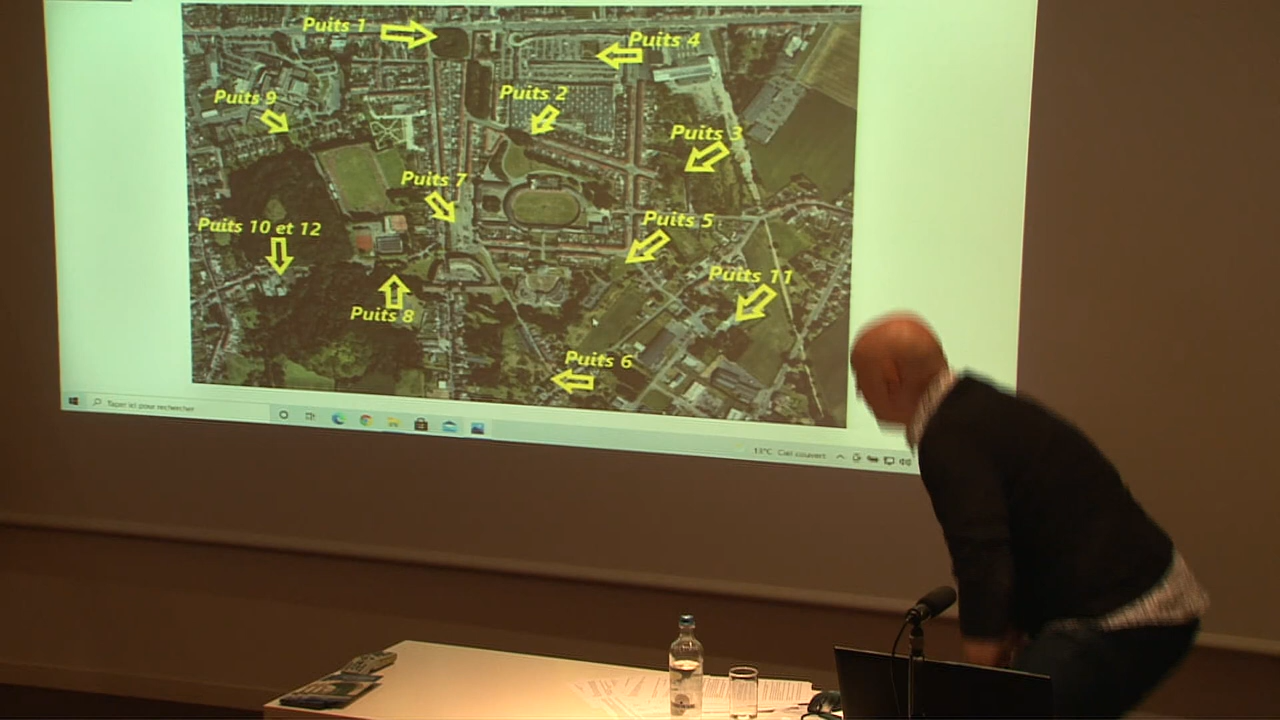 Puits 1
Puits 4
Puits 9
Puits 2
Puits 3
Puits 7
Puits 10 et 12
Puits 5
Puits 11
Puits 8
Puits 6
Taper ici pour rechercher
13°C Ciel couvert